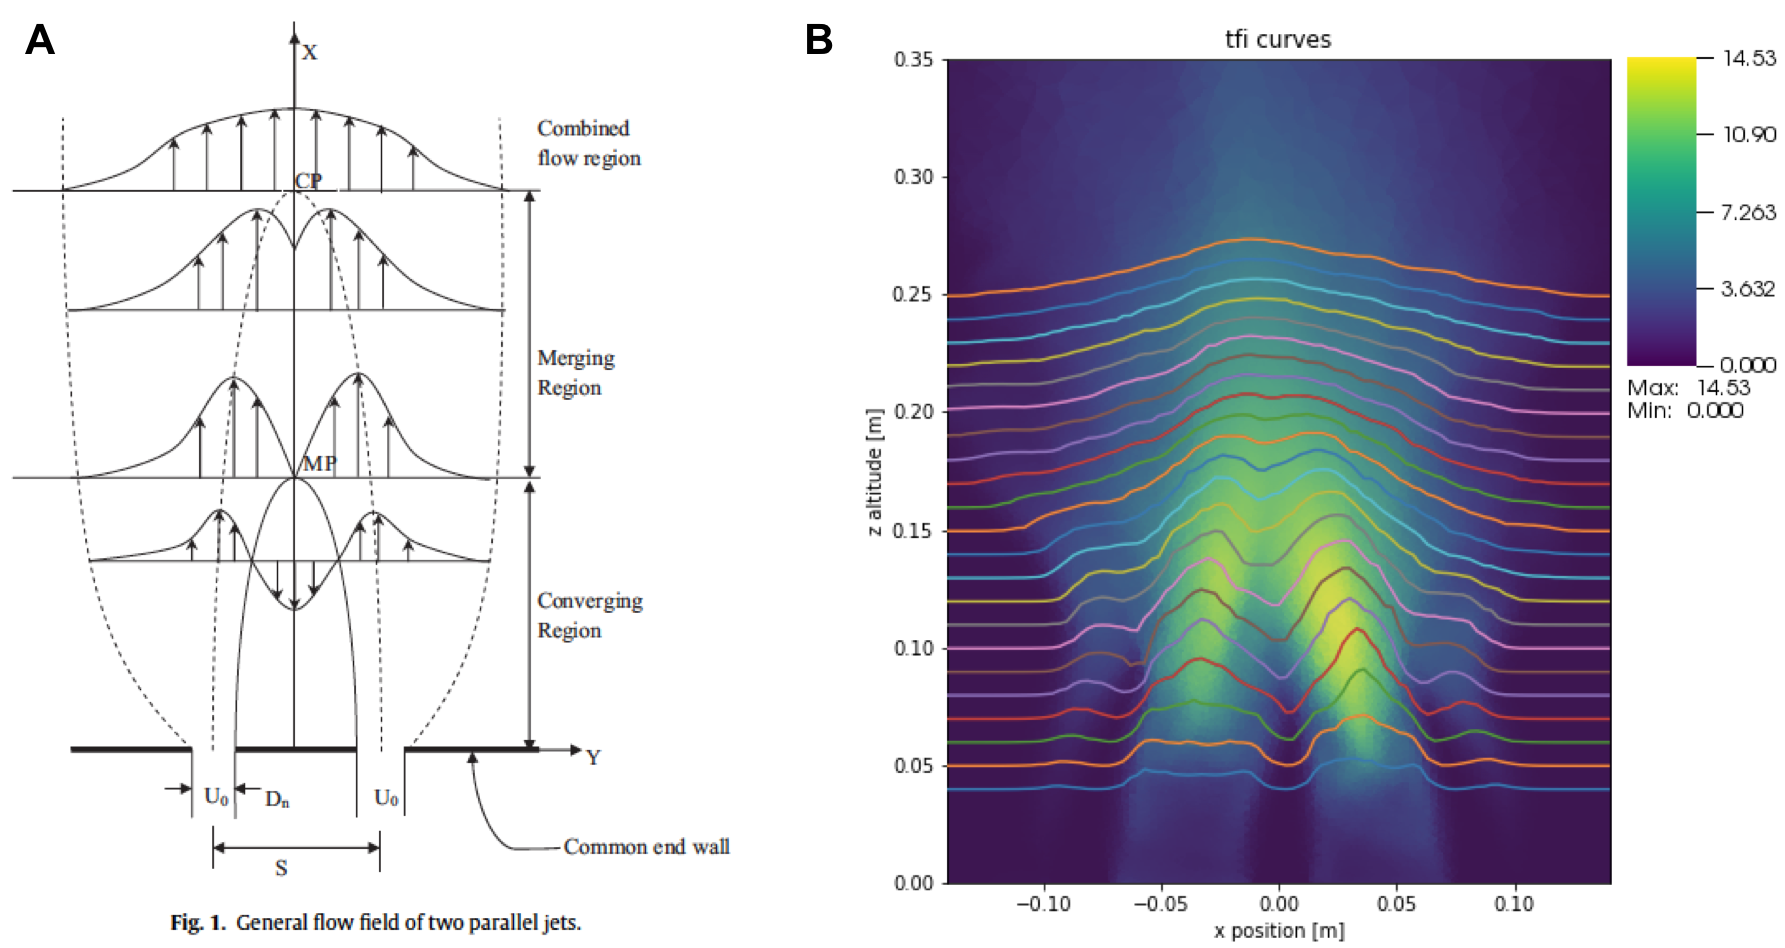 A
X
Combined
flow region
CP
Merging
Region
MP
Converging
Region
Y
U0
Dn
U0
S
Common end wall
Fig. 1. General flow field of two parallel jets.
B
tfi curves
z altitude [m]
0.35
0.30
0.25
0.20
0.15
0.10
0.05
0.00
−0.10 −0.05 0.00 0.05 0.10
x position [m]
14.53
10.90
7.263
3.632
0.000
Max: 14.53
Min: 0.000